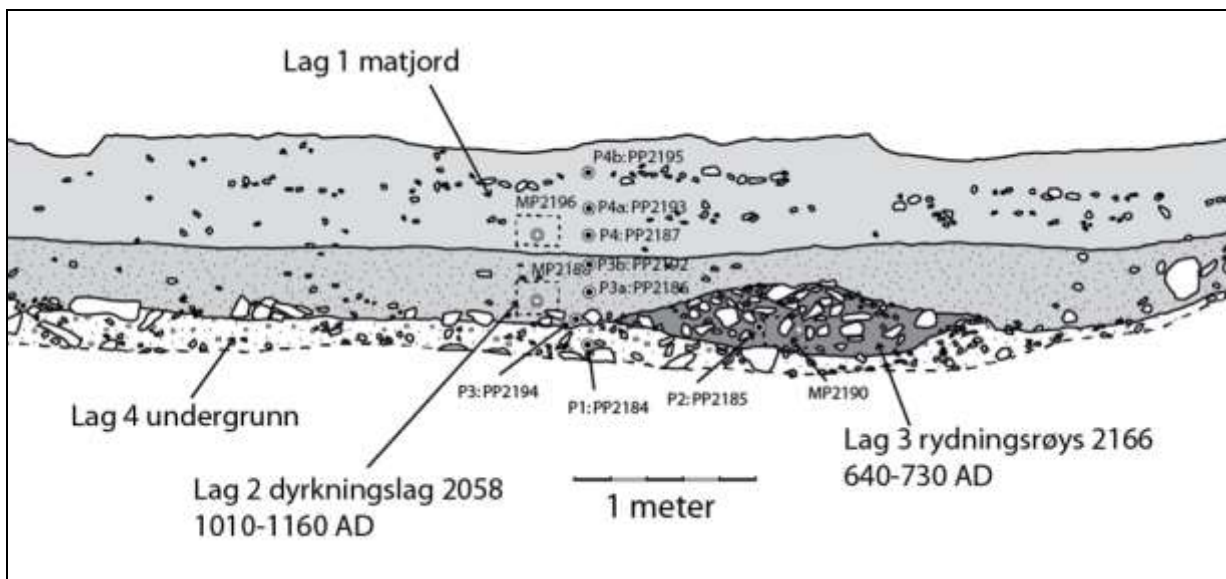 Lag 1 matjord
P4b: PP2195
MP2196
P4a: PP2193
P4: PP2187
P3b: PP2192
MP2188
P3a: PP2186
P3: PP2194
P1: PP2184
P2: PP2185
MP2190
Lag 4 undergrunn
Lag 3 rydningsrøys 2166
640-730 AD
Lag 2 dyrkningslag 2058
1010-1160 AD
1 meter